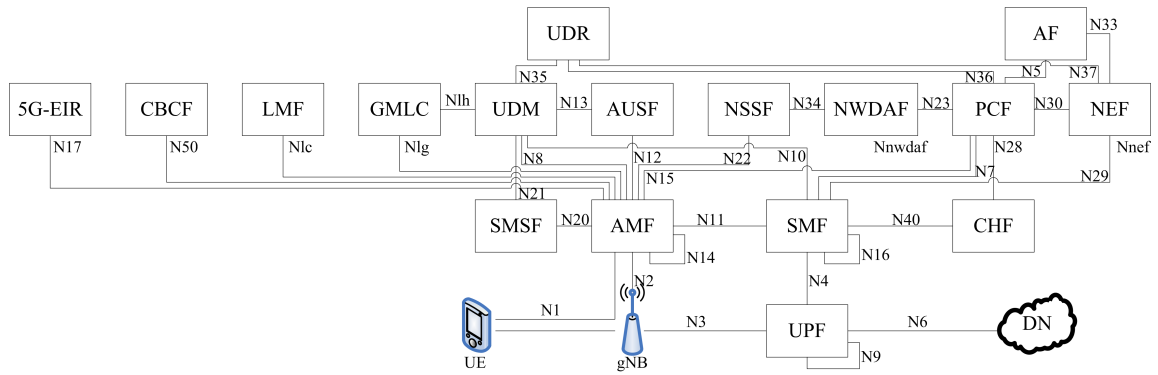 UDR
AF
N33
N35
N36
N5
N37
5G-EIR
CBCF
LMF
GMLC
Nlh
UDM
N13
AUSF
NSSF
N34
NWDAF
N23
PCF
N30
NEF
N17
N50
Nlc
Nlg
N8
N12
N22
N10
Nnwdaf
N28
Nnef
N15
N7
N29
N21
SMSF
N20
AMF
N11
SMF
N40
CHF
N14
N16
N2
N4
N1
N3
UPF
N6
DN
UE
gNB
N9